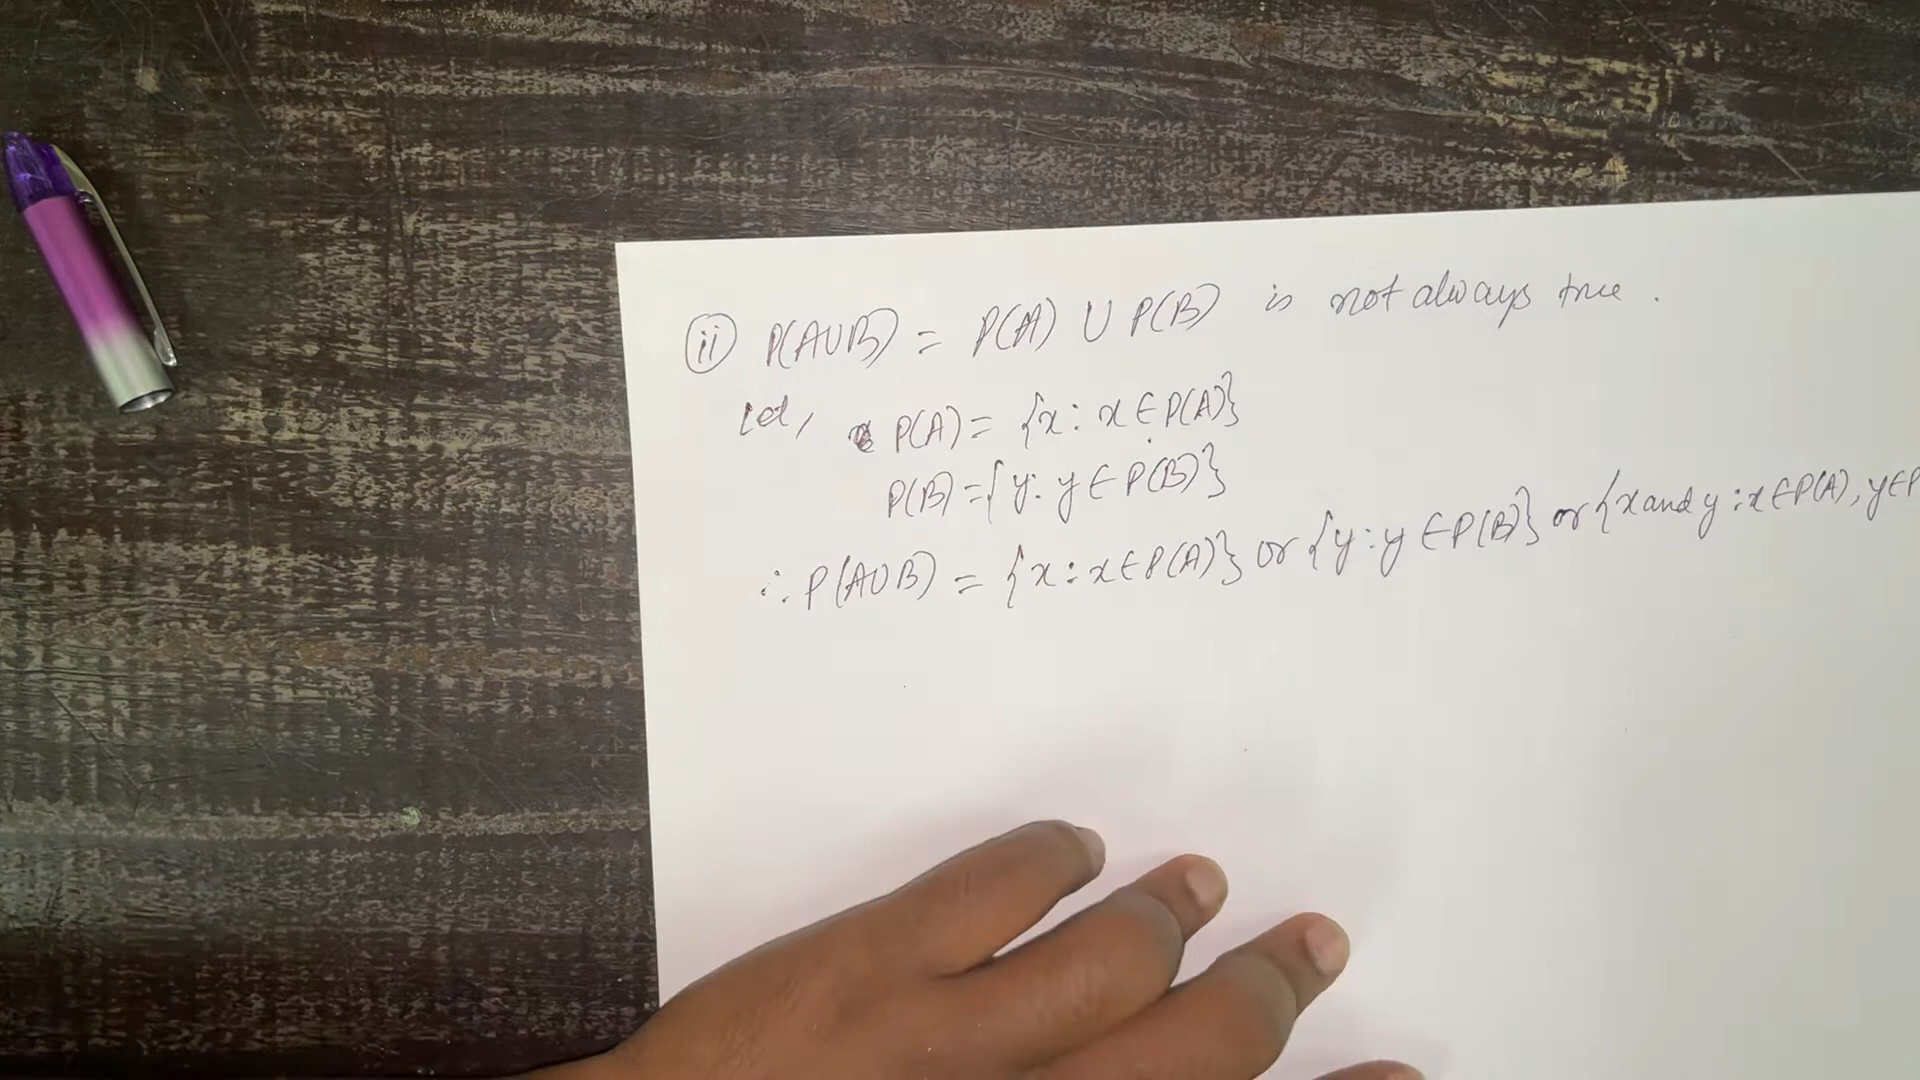 (ii) P(A∪B) = P(A) ∪ P(B) is not always true.
Let, P(A) = {x : x ∈ P(A)}
P(B) = {y : y ∈ P(B)}
∴ P(A∪B) = {x : x ∈ P(A)} or {y : y ∈ P(B)} or {x and y : x ∈ P(A), y ∈ P